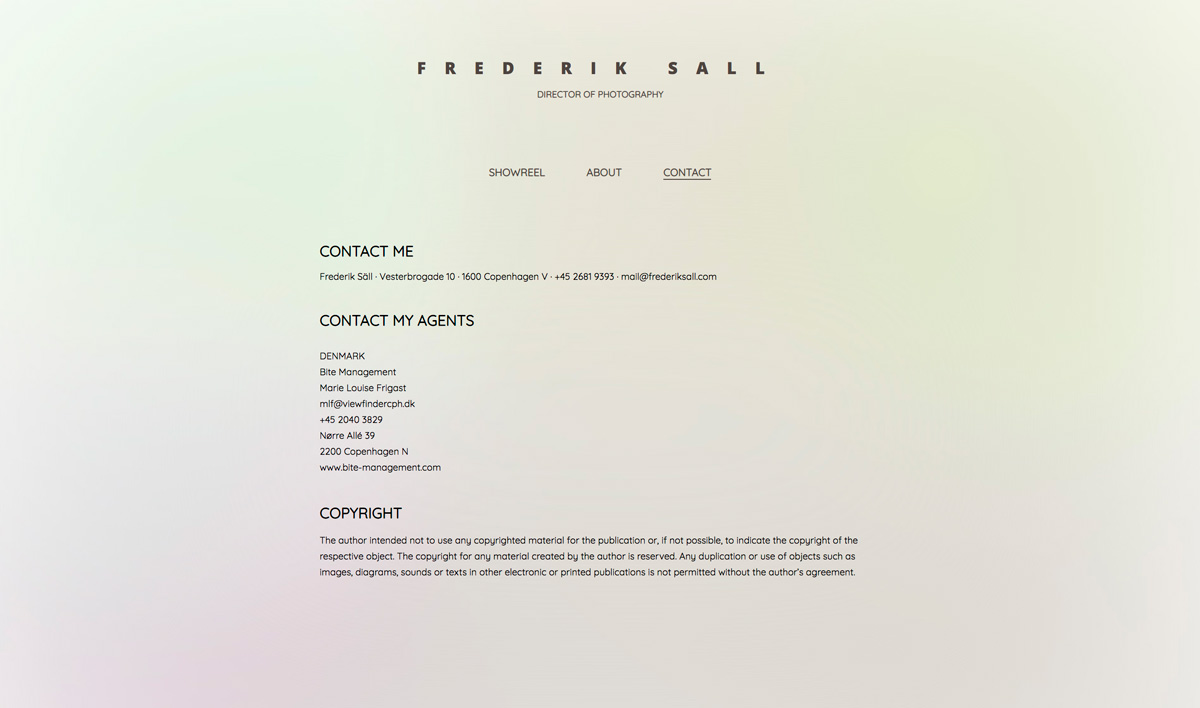 FREDERIK SALL
DIRECTOR OF PHOTOGRAPHY
SHOWREEL ABOUT CONTACT
CONTACT ME
Frederik Säll · Vesterbrogade 10 · 1600 Copenhagen V · +45 2681 9393 · mail@frederiksall.com
CONTACT MY AGENTS
DENMARK
Bite Management
Marie Louise Frigast
mlf@viewfindercph.dk
+45 2040 3829
Nørre Allé 39
2200 Copenhagen N
www.bite-management.com
COPYRIGHT
The author intended not to use any copyrighted material for the publication or, if not possible, to indicate the copyright of the
respective object. The copyright for any material created by the author is reserved. Any duplication or use of objects such as
images, diagrams, sounds or texts in other electronic or printed publications is not permitted without the author's agreement.